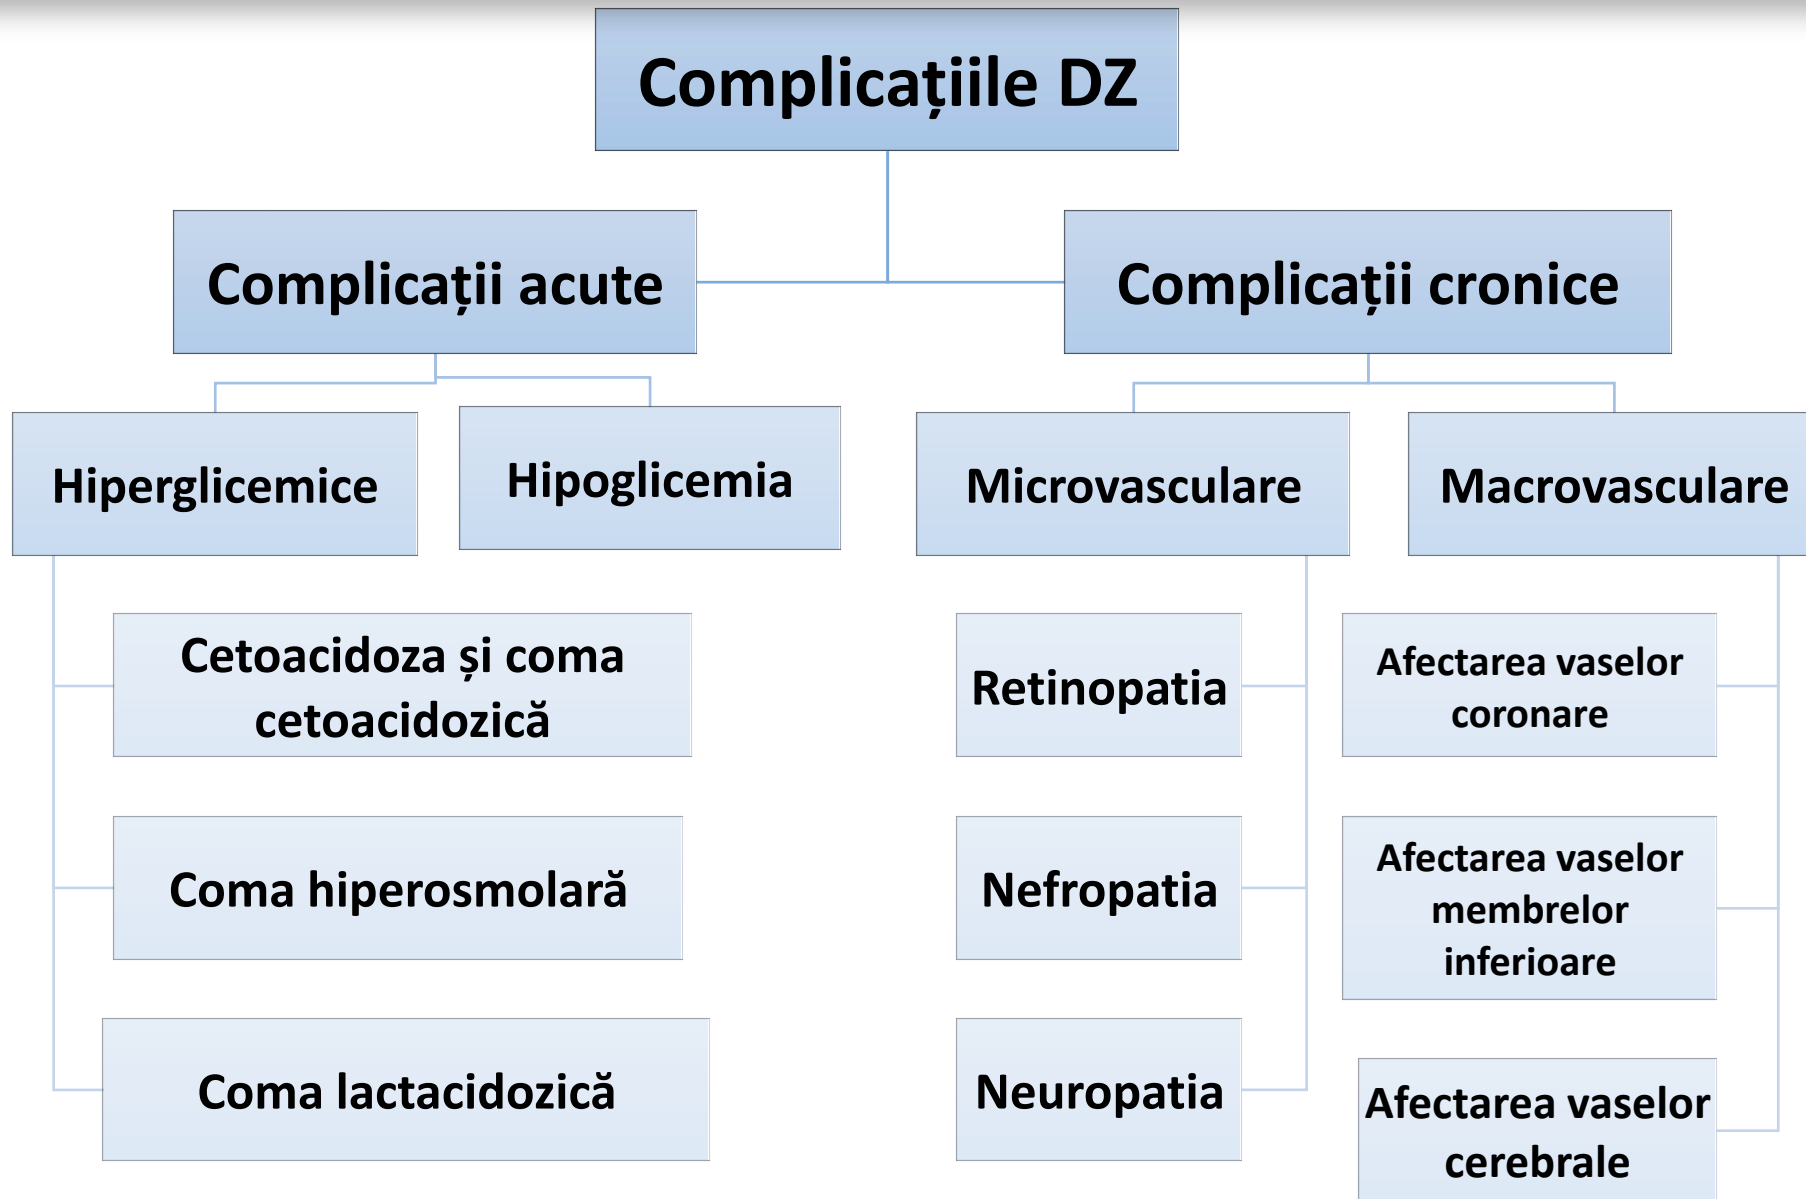 Complicațiile DZ
Complicații acute
Complicații cronice
Hiperglicemice
Hipoglicemia
Microvasculare
Macrovasculare
Cetoacidoza și coma
cetoacidozică
Coma hiperosmolară
Coma lactacidozică
Retinopatia
Nefropatia
Neuropatia
Afectarea vaselor
coronare
Afectarea vaselor
membrelor
inferioare
Afectarea vaselor
cerebrale